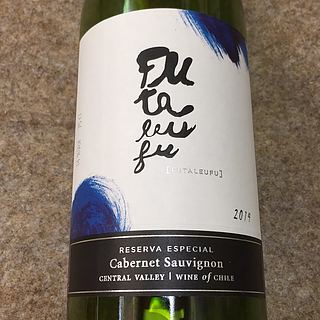 Fu
ta
leu
fu
[FUTALEUFU]
2014
RESERVA ESPECIAL
Cabernet Sauvignon
CENTRAL VALLEY | WINE of CHILE